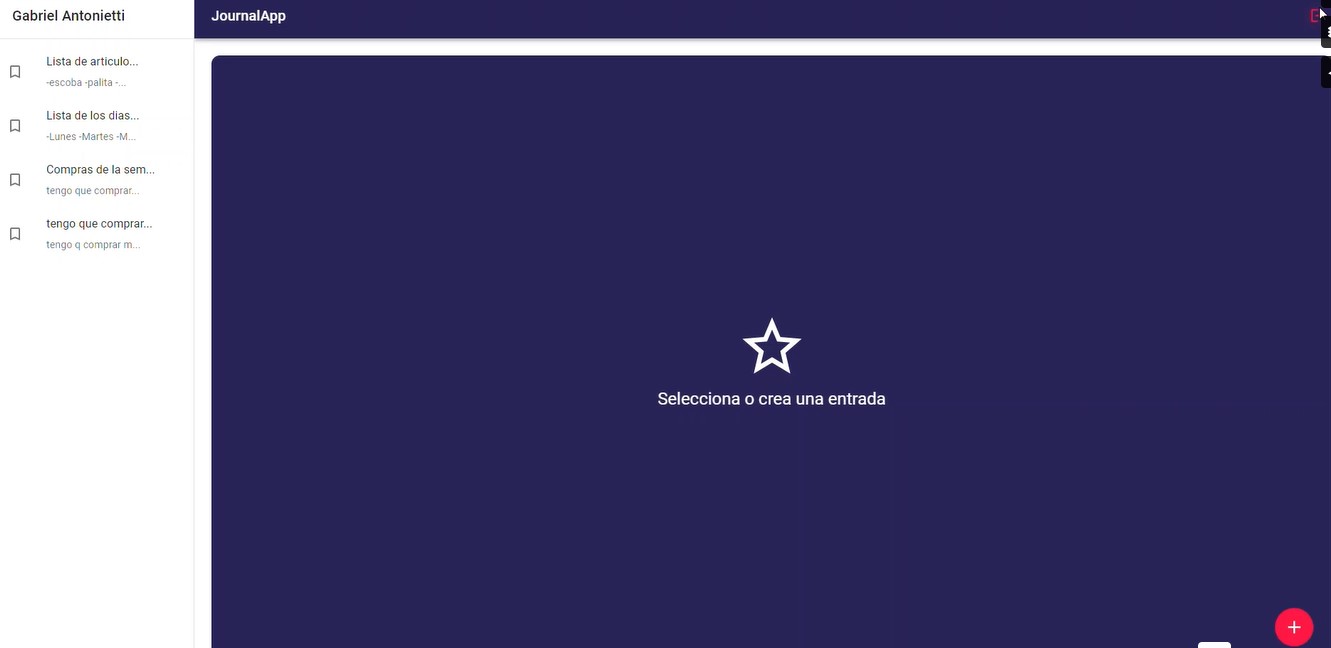 Gabriel Antonietti
JournalApp
Lista de articulo...
-escoba -palita -...
Lista de los dias...
-Lunes -Martes -M...
Compras de la sem...
tengo que comprar...
tengo que comprar...
tengo q comprar m...
Selecciona o crea una entrada